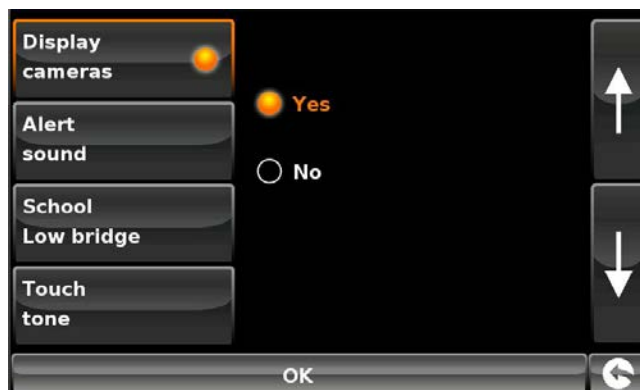 Display
cameras
Alert
sound
School
Low bridge
Touch
tone
Yes
No
OK